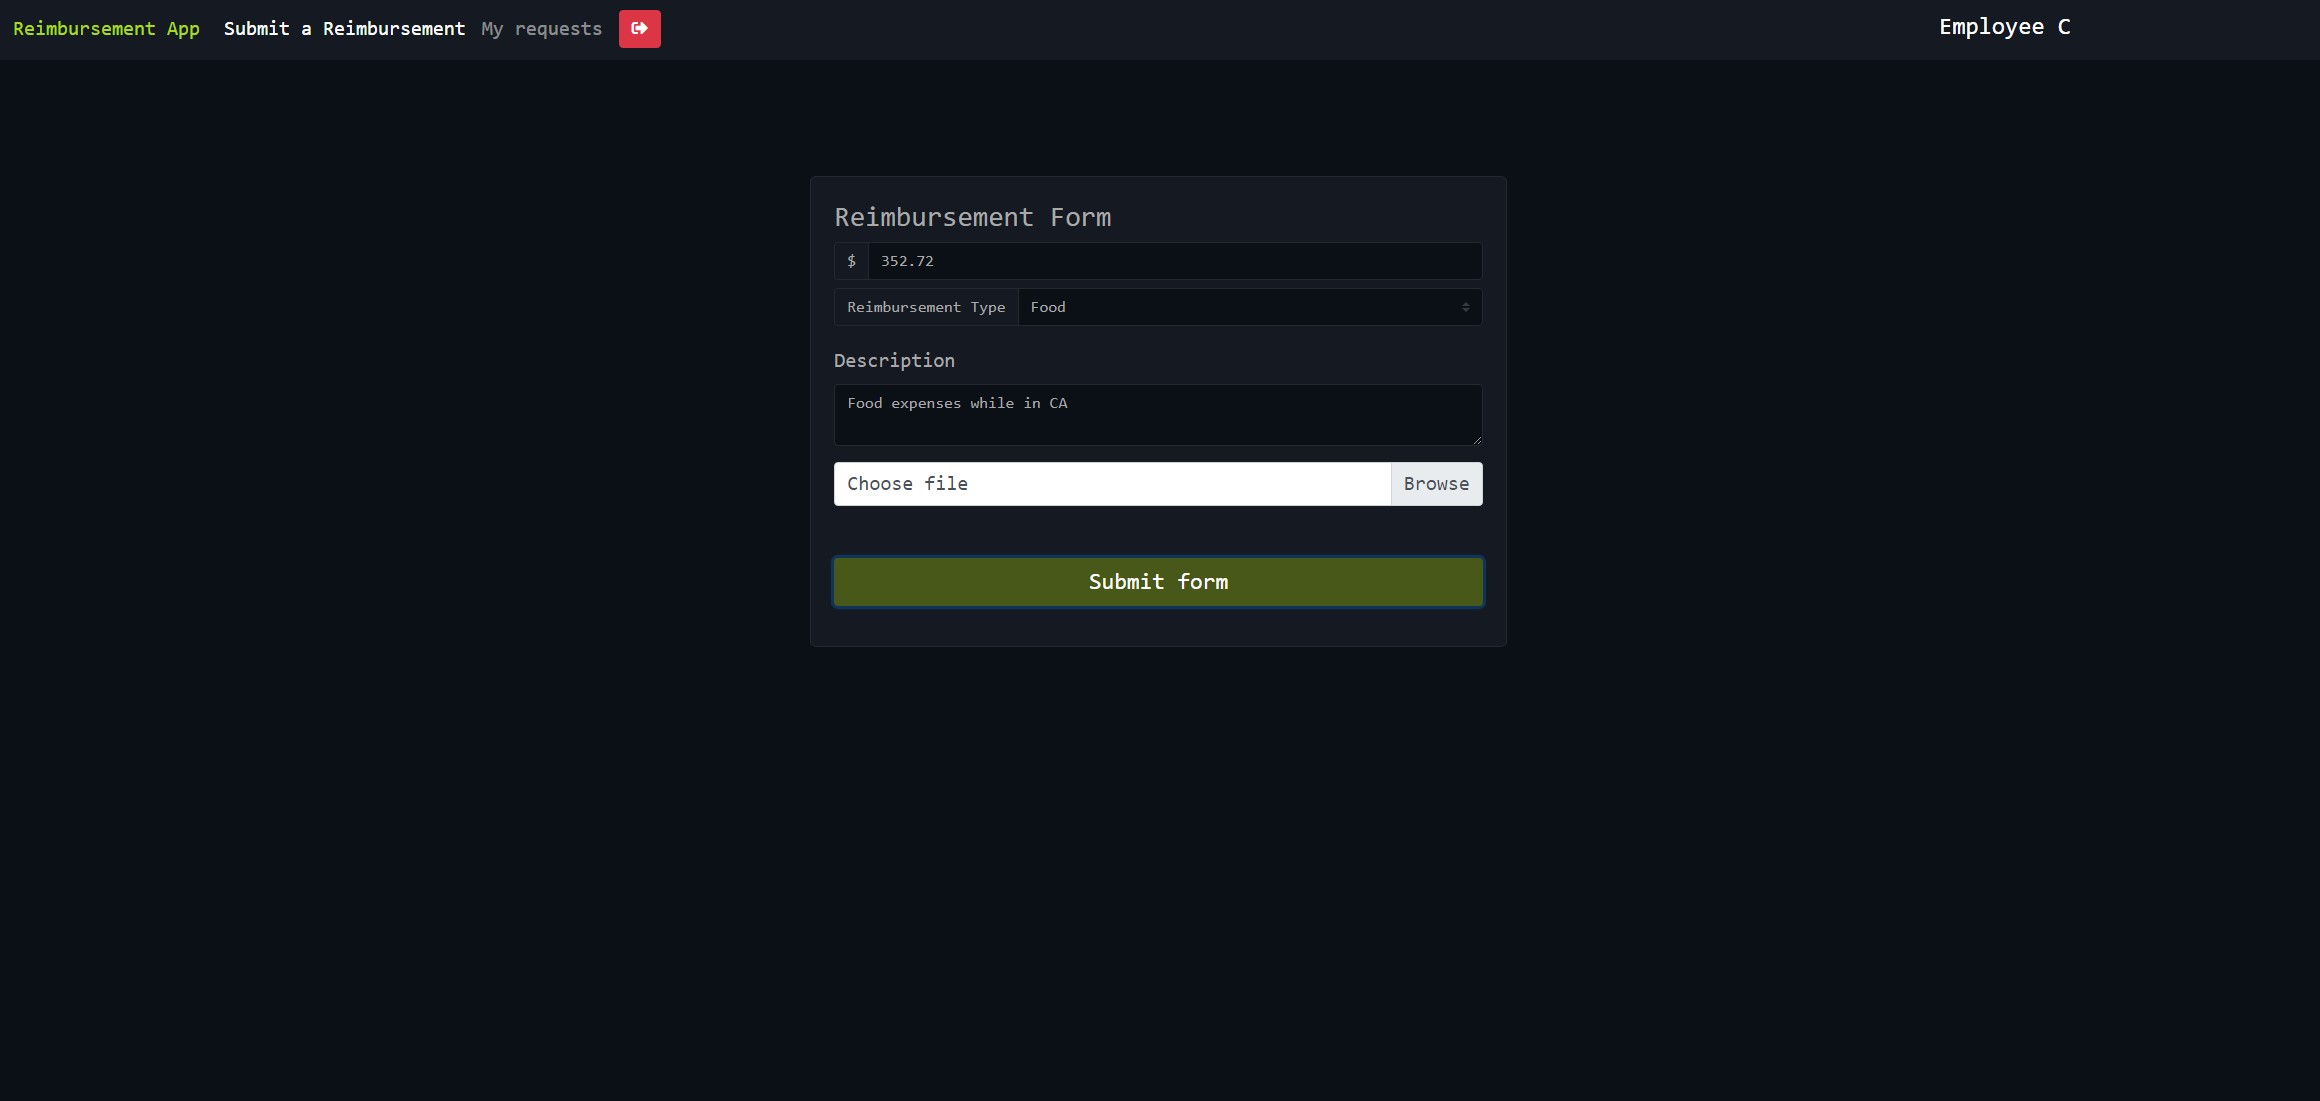 Reimbursement App Submit a Reimbursement My requests Employee C
Reimbursement Form
$ 352.72
Reimbursement Type Food
Description
Food expenses while in CA
Choose file Browse
Submit form